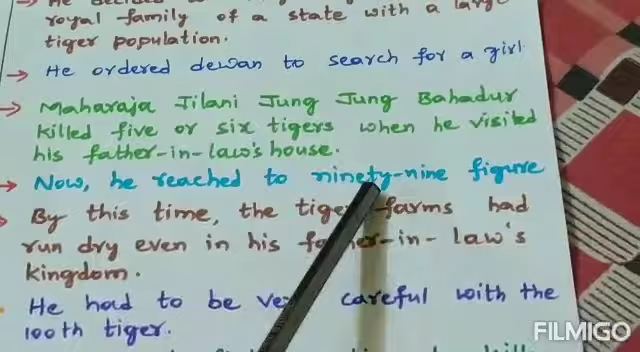 → He decided
royal family of a state with a large
tiger population.
→ He ordered dewan to search for a girl
→ Maharaja Jilani Jung Jung Bahadur
killed five or six tigers when he visited
his father-in-law's house.
→ Now, he reached to ninety-nine figure
By this time, the tiger farms had
run dry even in his father-in-law's
kingdom.
He had to be careful with the
100th tiger.
FILMIGO